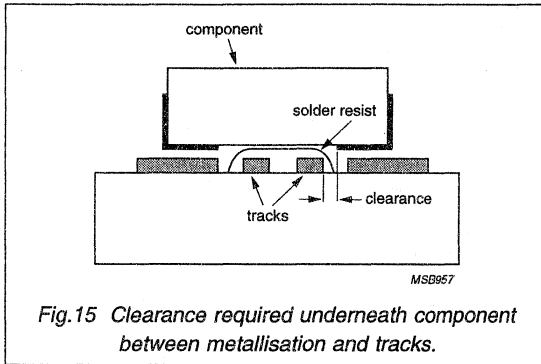 component
solder resist
tracks
clearance
MSB957
Fig.15 Clearance required underneath component
between metallisation and tracks.